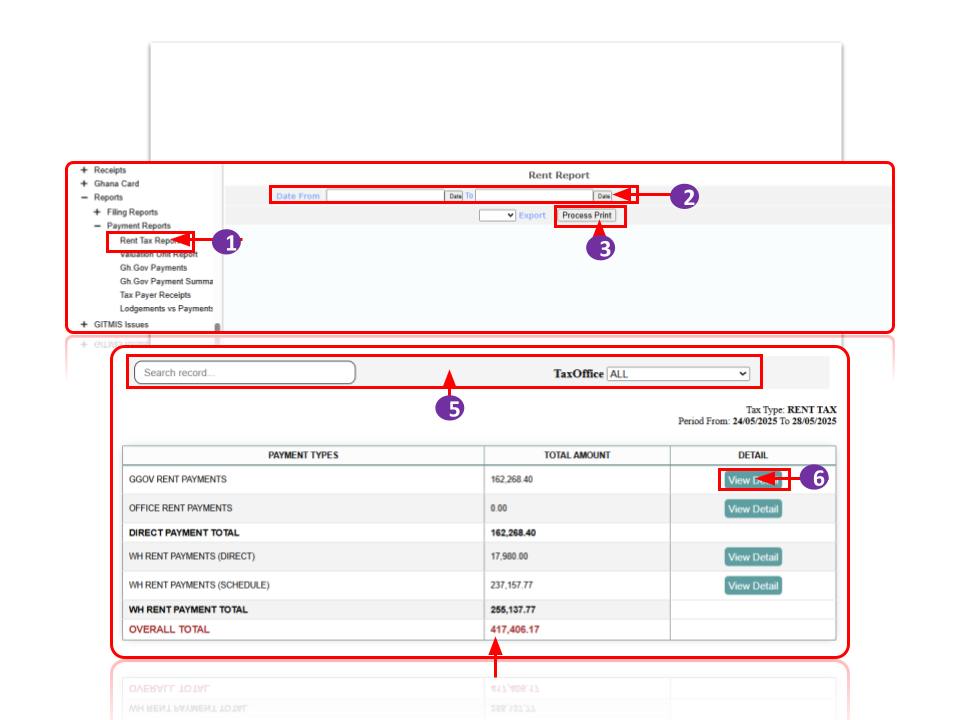 Receipts
Ghana Card
Reports
Filing Reports
Payment Reports
Rent Tax Report
Valuation Unit Report
Gh.Gov Payments
Gh.Gov Payment Summa
Tax Payer Receipts
Lodgements vs Payments
GITMIS Issues
Rent Report
Date From Date To Date
Export Process Print
1
2
3
Search record...
TaxOffice ALL
5
Tax Type: RENT TAX
Period From: 24/05/2025 To 28/05/2025
PAYMENT TYPES TOTAL AMOUNT DETAIL
GGOV RENT PAYMENTS 162,268.40 View Detail
6
OFFICE RENT PAYMENTS 0.00 View Detail
DIRECT PAYMENT TOTAL 162,268.40
WH RENT PAYMENTS (DIRECT) 17,980.00 View Detail
WH RENT PAYMENTS (SCHEDULE) 237,157.77 View Detail
WH RENT PAYMENT TOTAL 255,137.77
OVERALL TOTAL 417,406.17